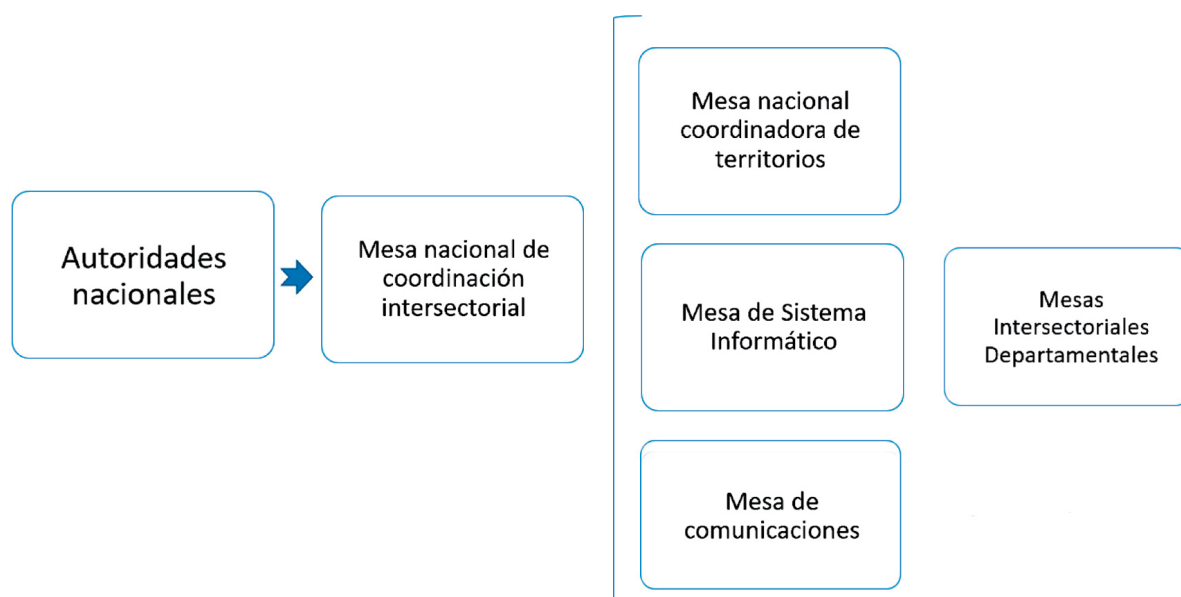 Autoridades
nacionales
Mesa nacional de
coordinación
intersectorial
Mesa nacional
coordinadora de
territorios
Mesa de Sistema
Informático
Mesa de
comunicaciones
Mesas
Intersectoriales
Departamentales